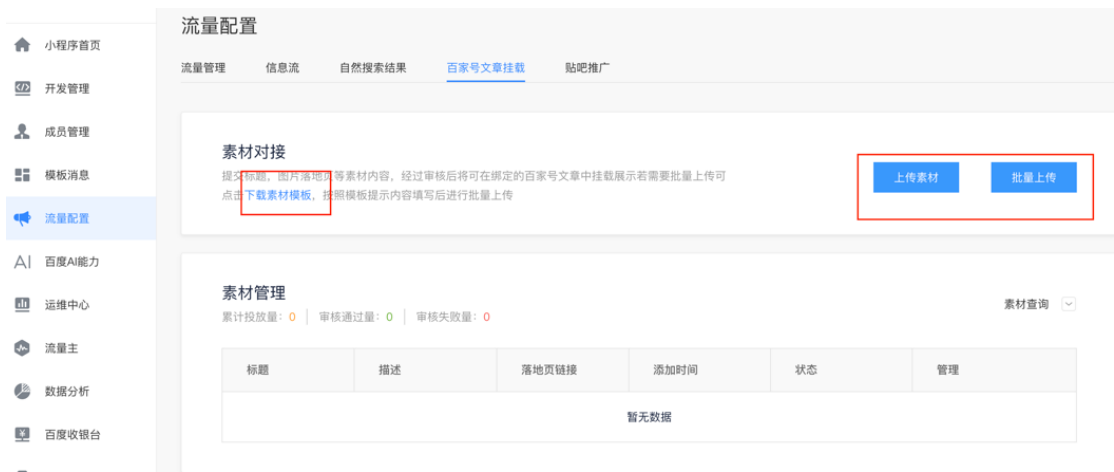 流量配置
小程序首页
流量管理
信息流
自然搜索结果
百家号文章挂载
贴吧推广
开发管理
成员管理
素材对接
提交标题，图片落地页等素材内容，经过审核后将可在绑定的百家号文章中挂载展示若需要批量上传可
点击下载素材模板，按照模板提示内容填写后进行批量上传
上传素材
批量上传
模板消息
流量配置
AI 百度AI能力
素材管理
累计投放量：0 | 审核通过量：0 | 审核失败量：0
素材查询
运维中心
流量主
标题
描述
落地页链接
添加时间
状态
管理
数据分析
暂无数据
百度收银台